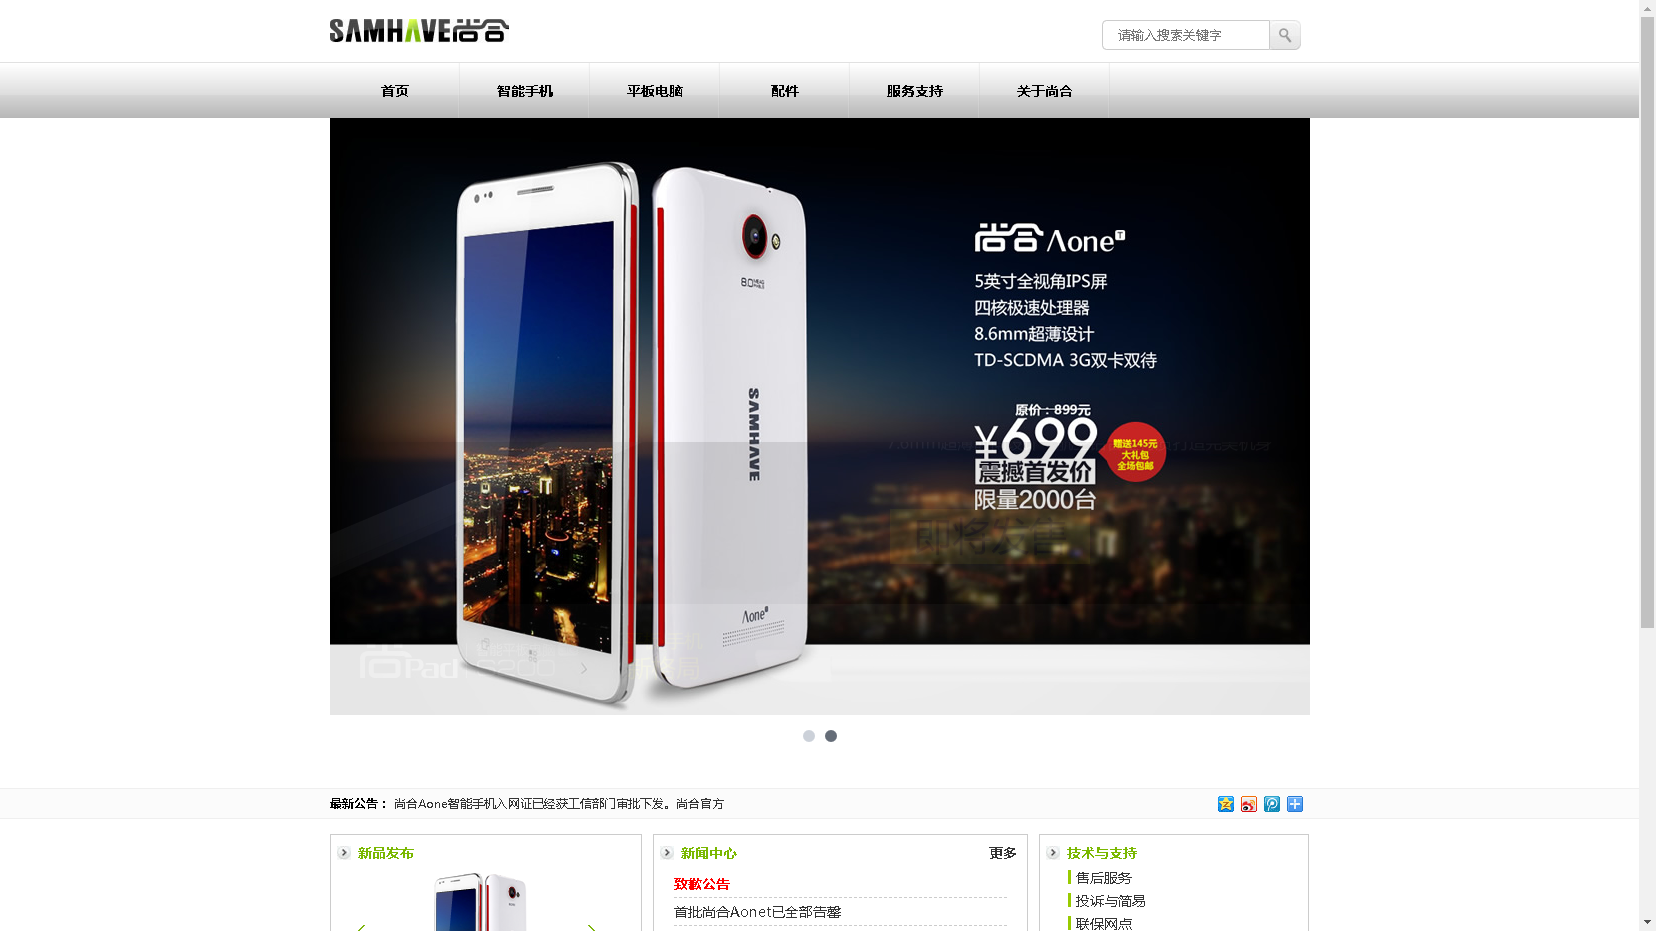 SAMHAVE尚合
请输入搜索关键字
首页
智能手机
平板电脑
配件
服务支持
关于尚合
尚合 Aone T
5英寸全视角IPS屏
四核极速处理器
8.6mm超薄设计
TD-SCDMA 3G双卡双待
原价：899元
¥699
赠送145元
大礼包
全场包邮
震撼首发价
限量2000台
即将发售
SAMHAVE
Aone
尚Pad
最新公告： 尚合Aone智能手机入网证已经获工信部门审批下发。尚合官方
新品发布
新闻中心
更多
致歉公告
首批尚合Aonet已全部告罄
技术与支持
售后服务
投诉与简易
联保网点